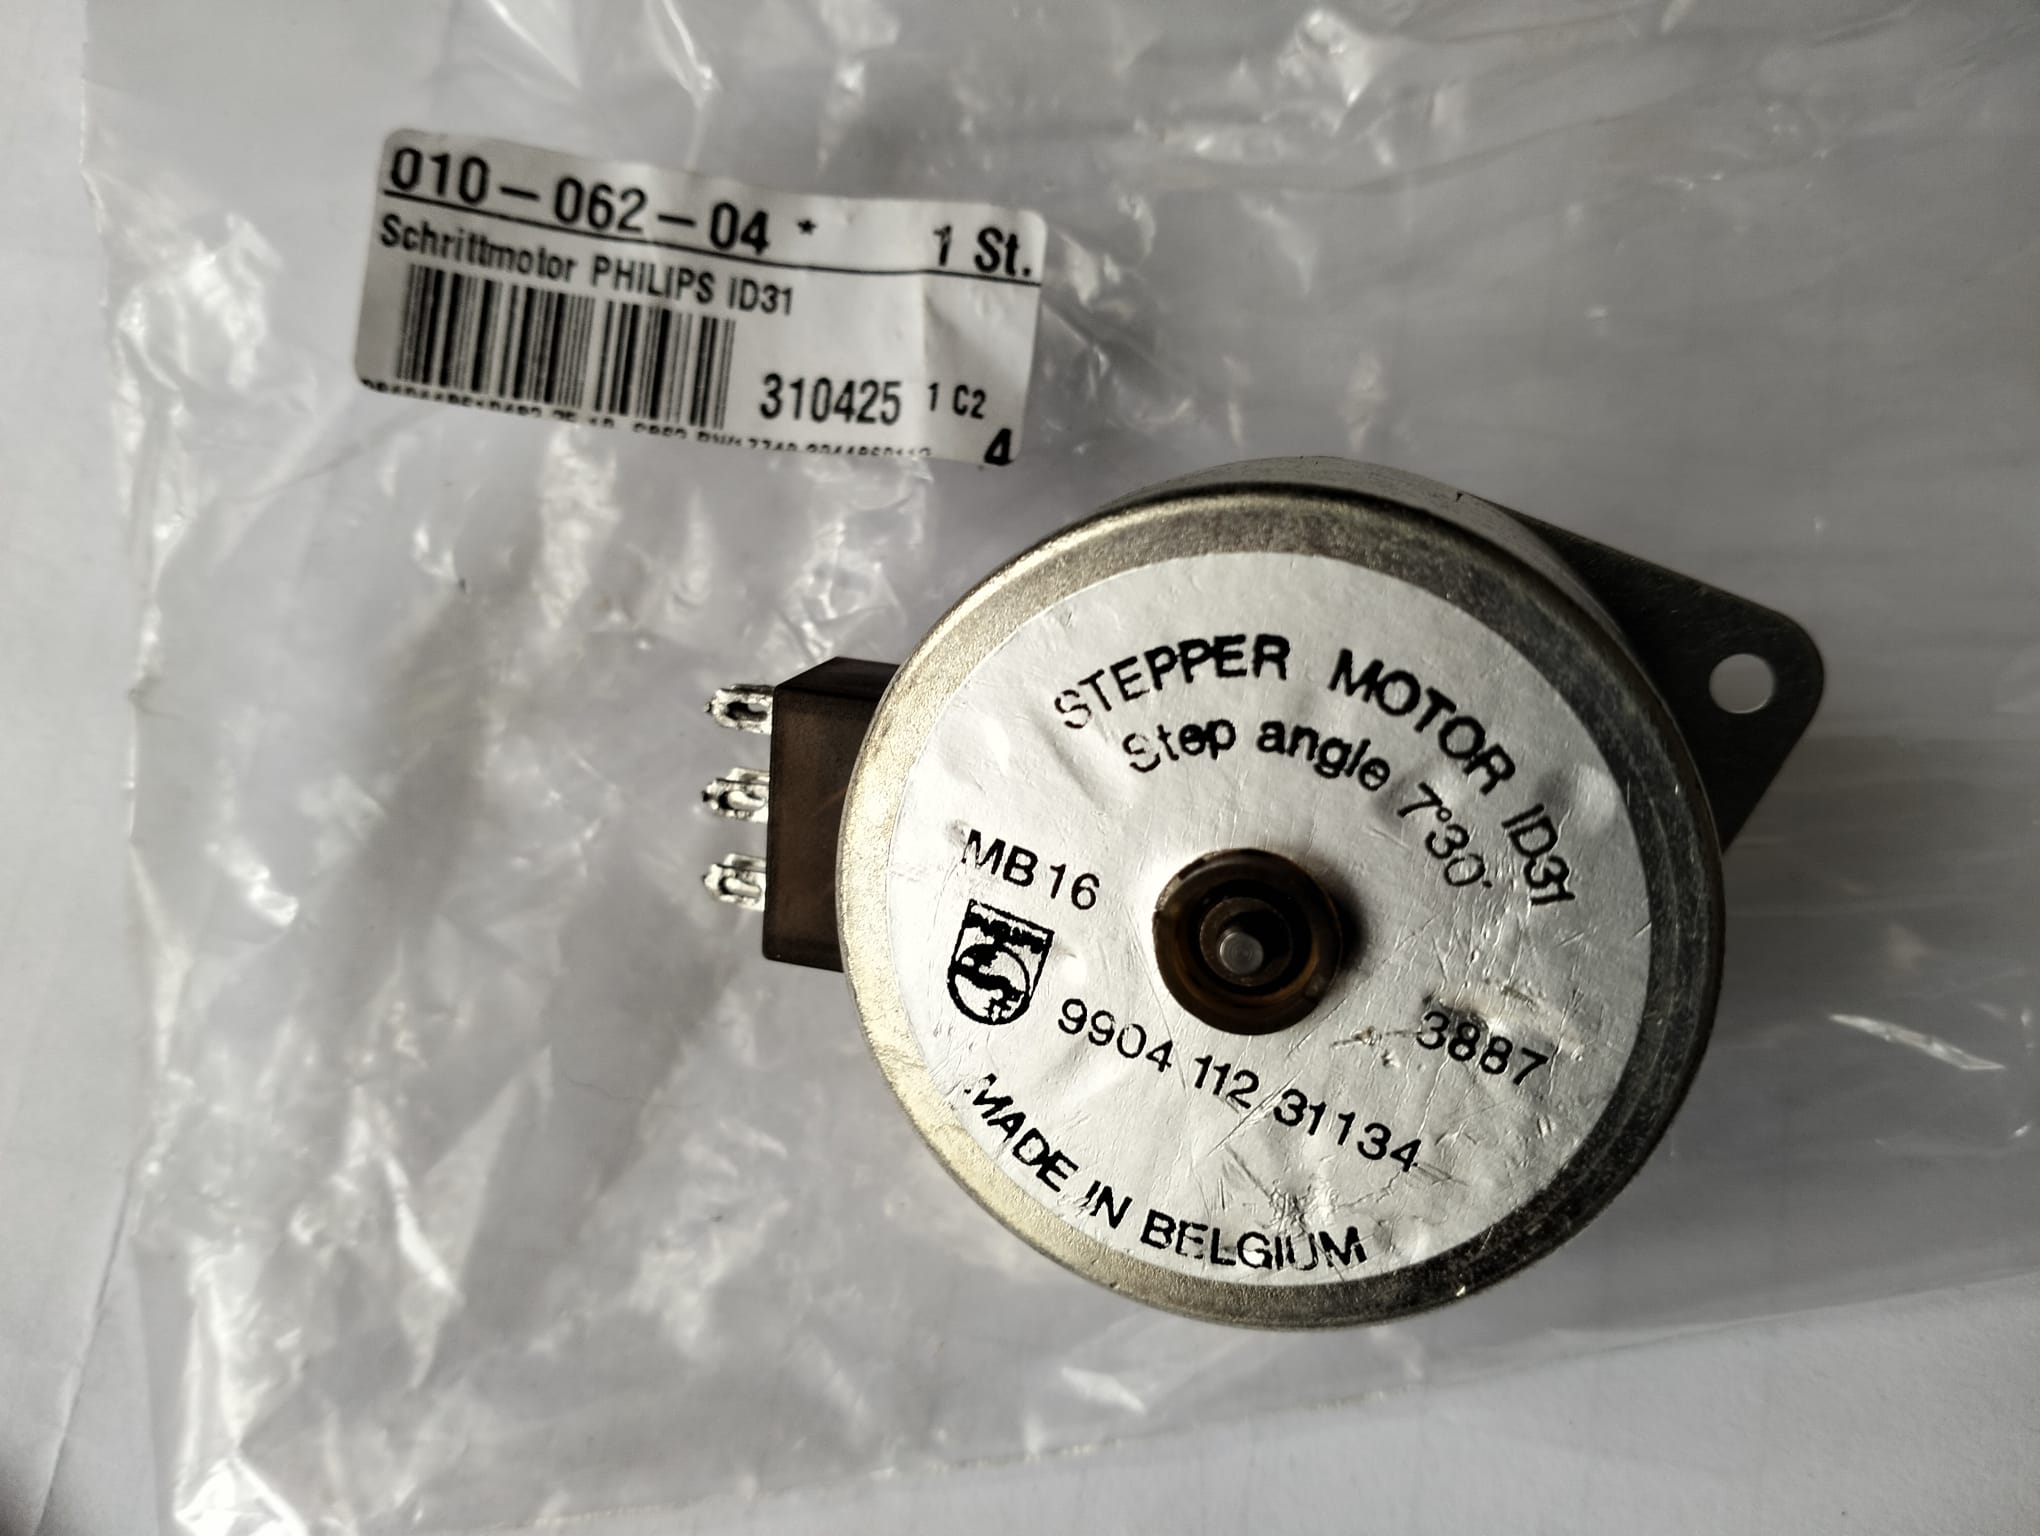 010-062-04 * 1 St.
Schrittmotor PHILIPS ID31
310425 1 C2
4
STEPPER MOTOR ID31
Step angle 7°30'
MB16
3887
9904 112 31134
MADE IN BELGIUM